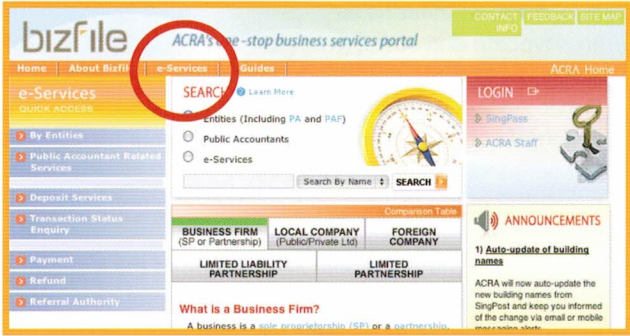 bizfile
ACRA's one-stop business services portal
CONTACT INFO
FEEDBACK
SITE MAP
Home
About Bizfile
e-Services
Guides
ACRA Home
e-Services
QUICK ACCESS
By Entities
Public Accountant Related
Services
Deposit Services
Transaction Status
Enquiry
Payment
Refund
Referral Authority
SEARCH
Learn More
Entities (Including PA and PAF)
Public Accountants
e-Services
Search By Name
SEARCH
Comparison Table
BUSINESS FIRM
(SP or Partnership)
LOCAL COMPANY
(Public/Private Ltd)
FOREIGN
COMPANY
LIMITED LIABILITY
PARTNERSHIP
LIMITED
PARTNERSHIP
What is a Business Firm?
A business is a sole proprietorship (SP) or a partnership.
LOGIN
SingPass
ACRA Staff
ANNOUNCEMENTS
1) Auto-update of building
names
ACRA will now auto-update the
new building names from
SingPost and keep you informed
of the change via email or mobile
messaging alerts